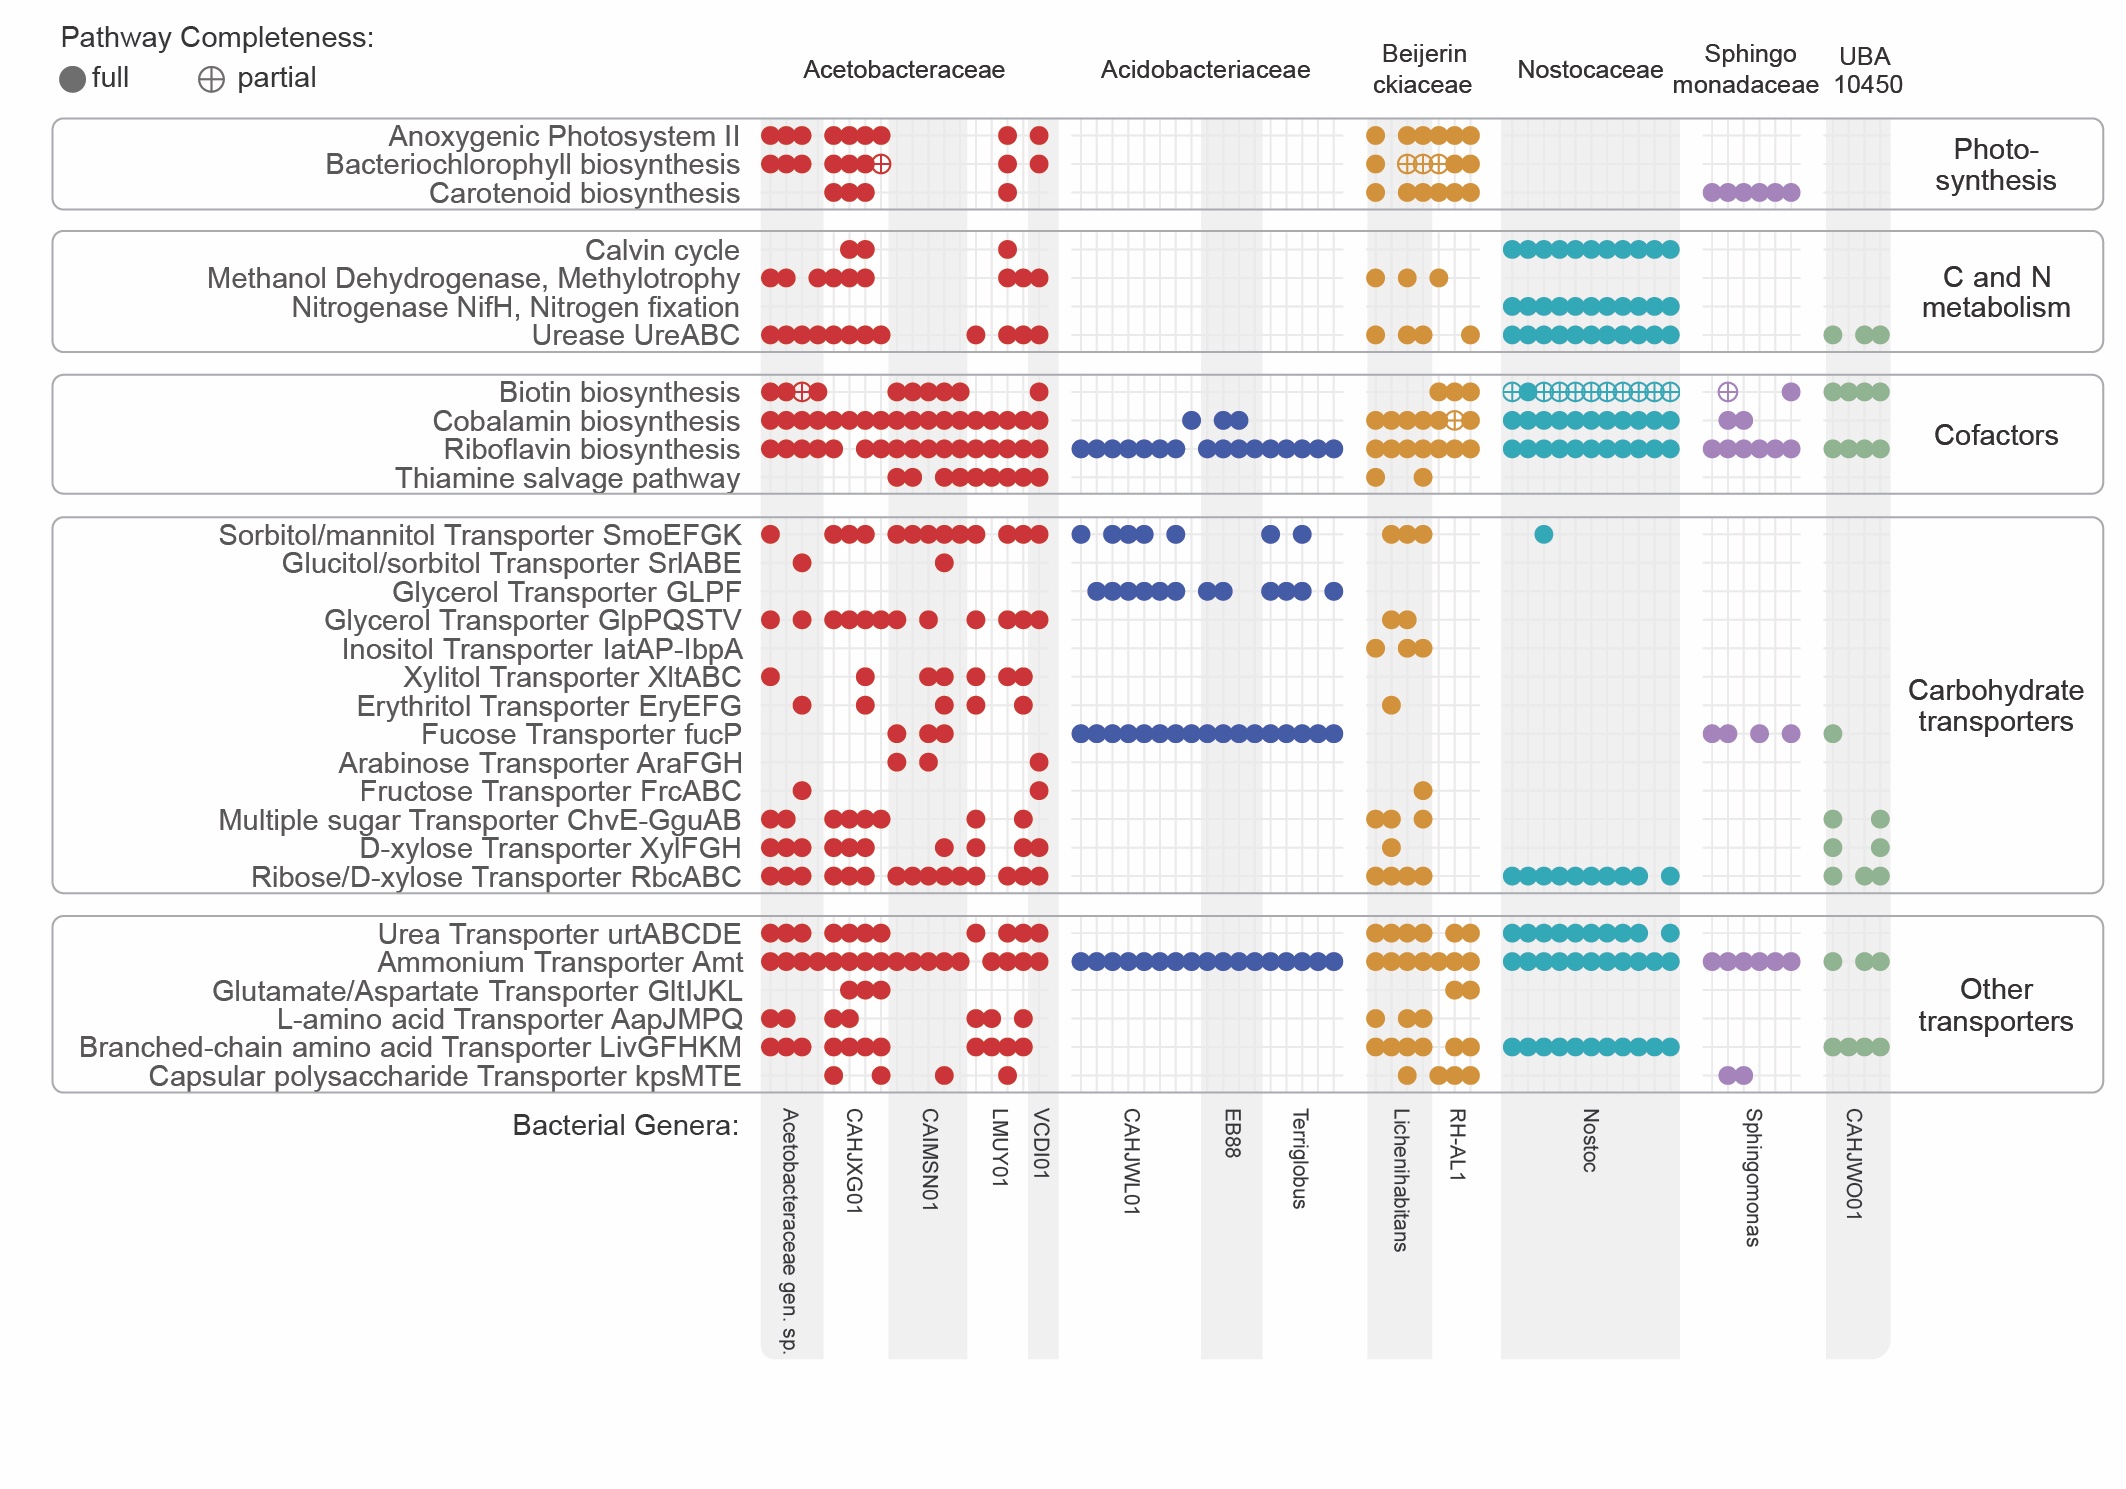 Pathway Completeness:
full
partial
Acetobacteraceae
Acidobacteriaceae
Beijerin
ckiaceae
Nostocaceae
Sphingo
monadaceae
UBA
10450
Anoxygenic Photosystem II
Bacteriochlorophyll biosynthesis
Carotenoid biosynthesis
Photo-
synthesis
Calvin cycle
Methanol Dehydrogenase, Methylotrophy
Nitrogenase NifH, Nitrogen fixation
Urease UreABC
C and N
metabolism
Biotin biosynthesis
Cobalamin biosynthesis
Riboflavin biosynthesis
Thiamine salvage pathway
Cofactors
Sorbitol/mannitol Transporter SmoEFGK
Glucitol/sorbitol Transporter SrlABE
Glycerol Transporter GLPF
Glycerol Transporter GlpPQSTV
Inositol Transporter IatAP-IbpA
Xylitol Transporter XltABC
Erythritol Transporter EryEFG
Fucose Transporter fucP
Arabinose Transporter AraFGH
Fructose Transporter FrcABC
Multiple sugar Transporter ChvE-GguAB
D-xylose Transporter XylFGH
Ribose/D-xylose Transporter RbcABC
Carbohydrate
transporters
Urea Transporter urtABCDE
Ammonium Transporter Amt
Glutamate/Aspartate Transporter GltIJKL
L-amino acid Transporter AapJMPQ
Branched-chain amino acid Transporter LivGFHKM
Capsular polysaccharide Transporter kpsMTE
Other
transporters
Bacterial Genera:
Acetobacteraceae gen. sp.
CAHJXG01
CAIMSN01
LMUY01
VCDI01
CAHJWL01
EB88
Terriglobus
Lichenihabitans
RH-AL1
Nostoc
Sphingomonas
CAHJWO01